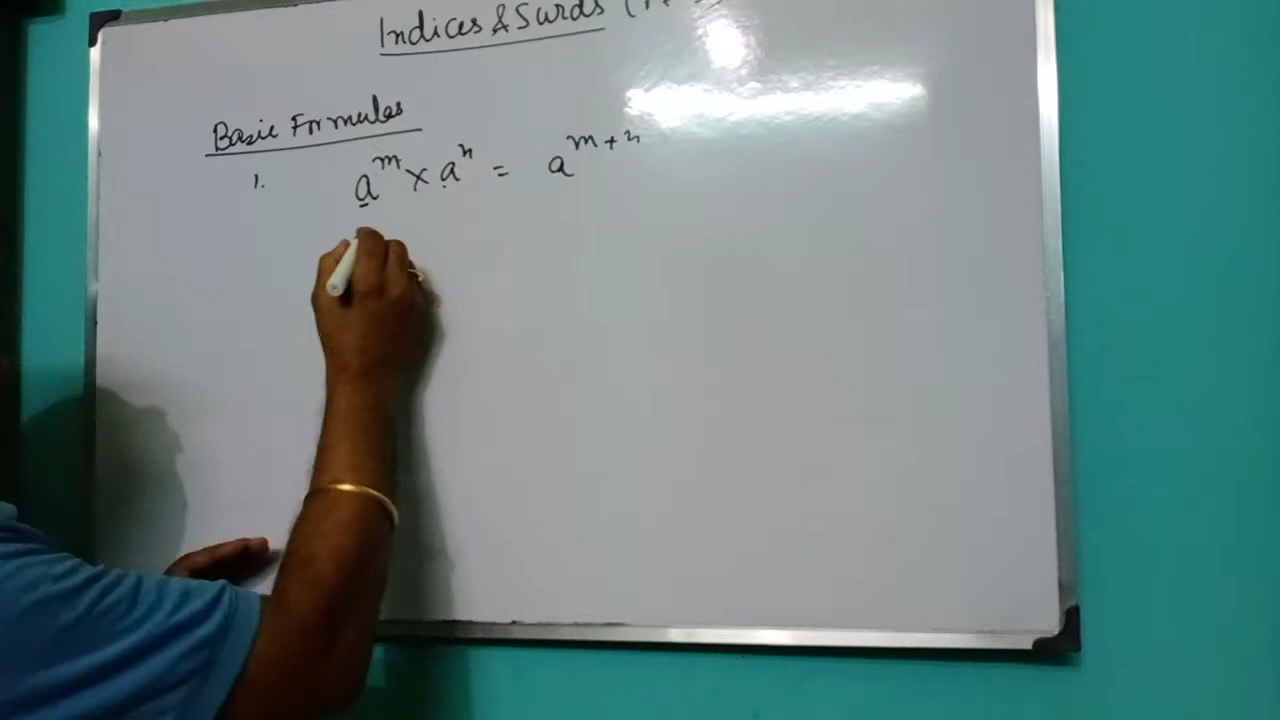 Indices & Surds
Basic Formulas
1. a^m × a^n = a^{m+n}